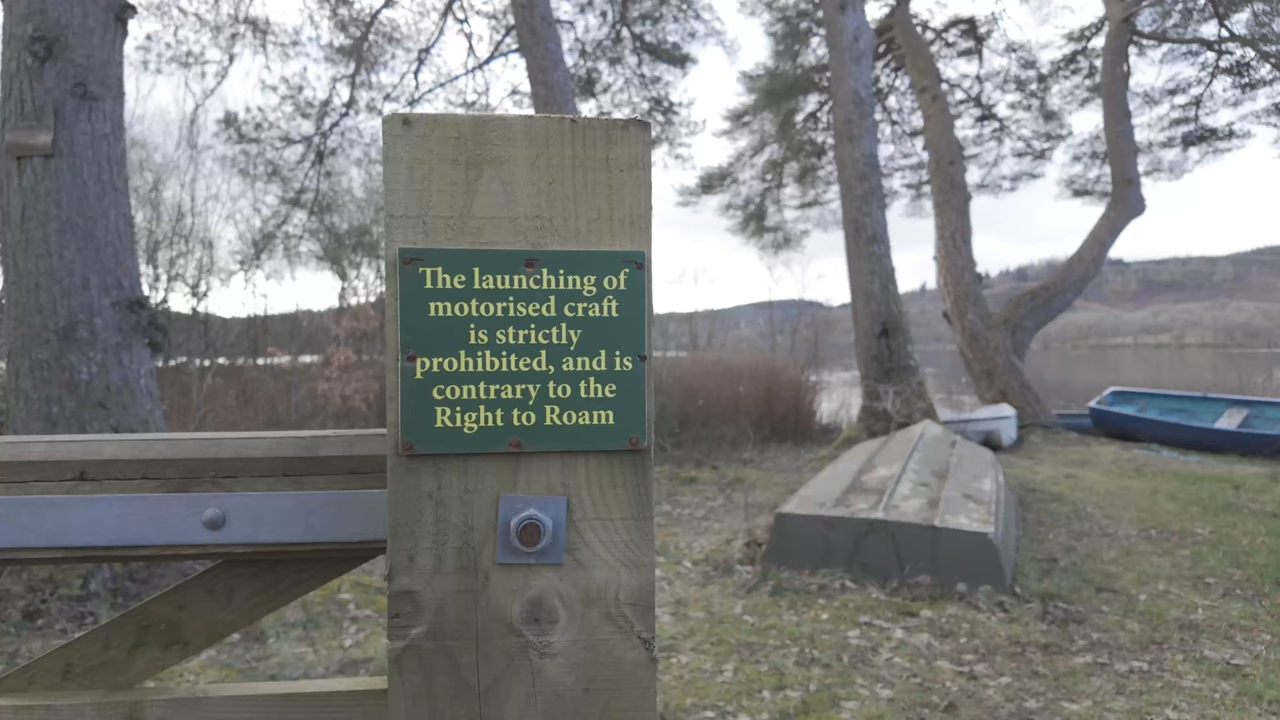 The launching of
motorised craft
is strictly
prohibited, and is
contrary to the
Right to Roam